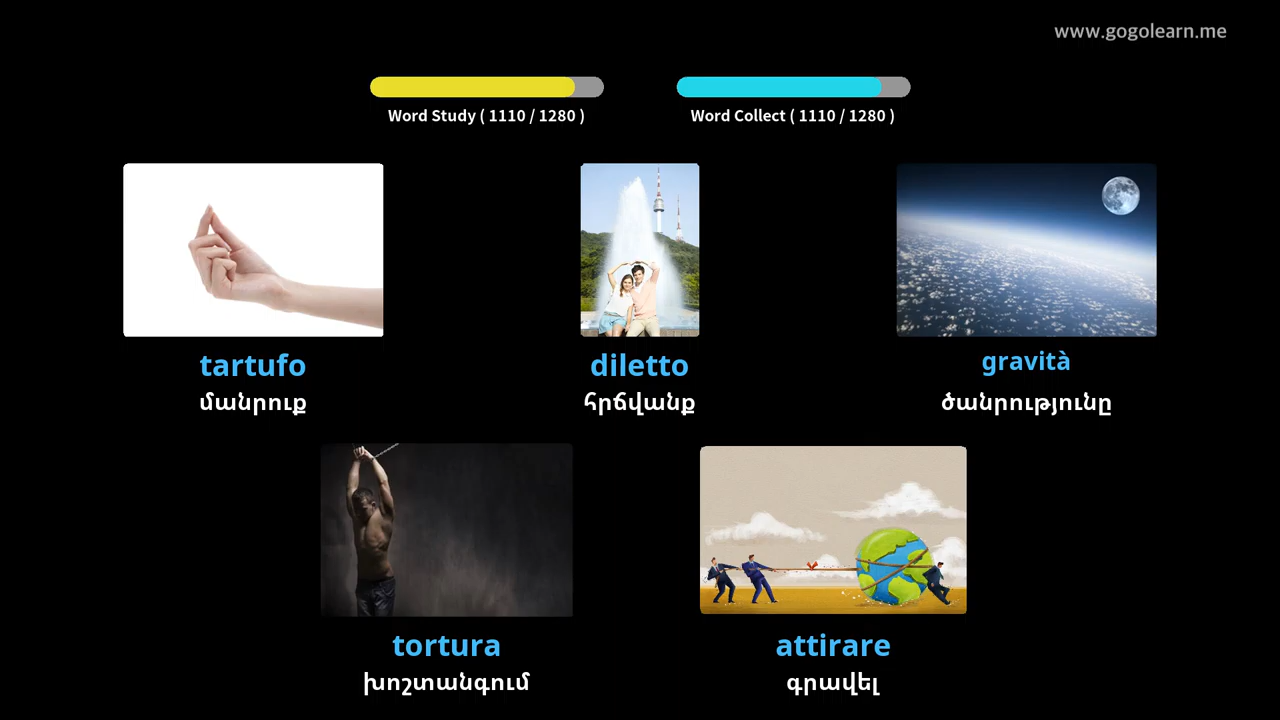 www.gogolearn.me
Word Study ( 1110 / 1280 )
Word Collect ( 1110 / 1280 )
tartufo
մանրուք
diletto
հրճվանք
gravità
ծանրությունը
tortura
խոշտանգում
attirare
գրավել